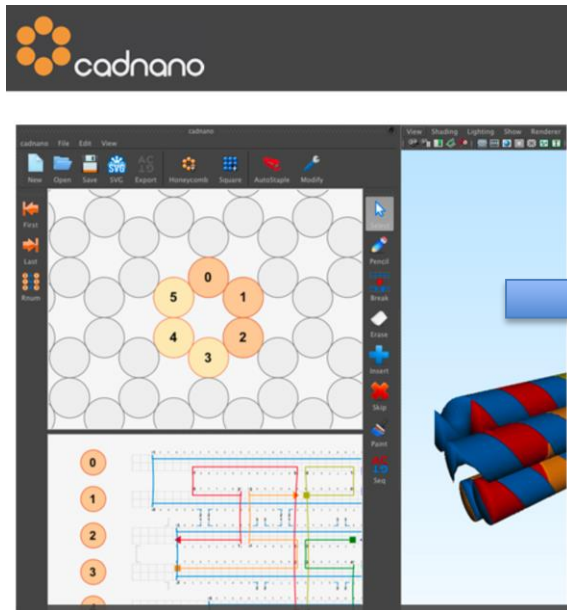 cadnano
cadnano
View Shading Lighting Show Renderer
cadnano File Edit View
New Open Save SVG Export Honeycomb Square AutoStaple Modify
First
Last
Rnum
Select
Pencil
Break
Erase
Insert
Skip
Paint
Seq
0
5 1
4 2
3
0
1
2
3